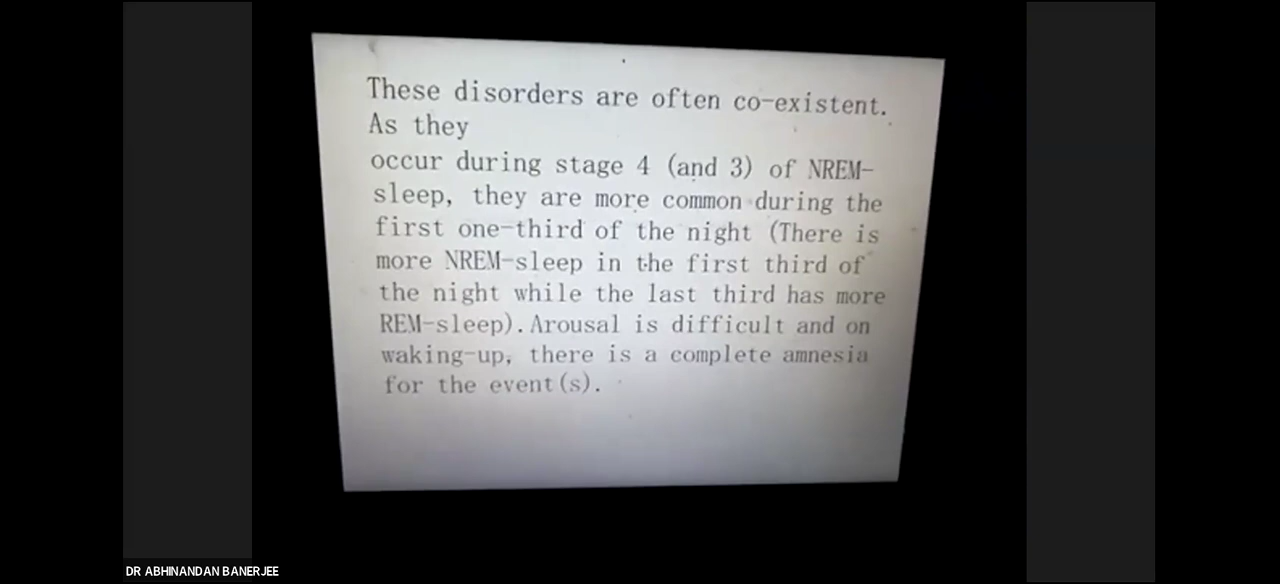 These disorders are often co-existent.
As they
occur during stage 4 (and 3) of NREM-
sleep, they are more common during the
first one-third of the night (There is
more NREM-sleep in the first third of
the night while the last third has more
REM-sleep). Arousal is difficult and on
waking-up, there is a complete amnesia
for the event(s).
DR ABHINANDAN BANERJEE